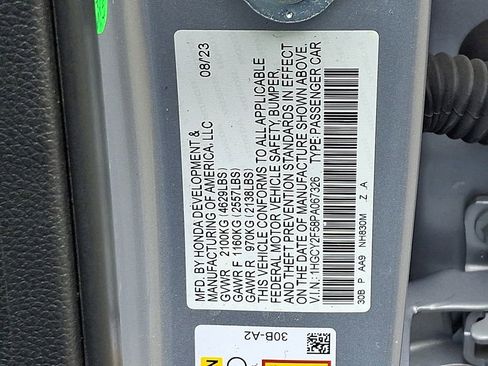 08/23
MFD. BY HONDA DEVELOPMENT &
MANUFACTURING OF AMERICA, LLC
GVWR 2100KG(4629LBS)
GAWR F 1160KG(2557LBS)
GAWR R 970KG(2138LBS)
THIS VEHICLE CONFORMS TO ALL APPLICABLE
FEDERAL MOTOR VEHICLE SAFETY, BUMPER,
AND THEFT PREVENTION STANDARDS IN EFFECT
ON THE DATE OF MANUFACTURE SHOWN ABOVE.
V.I.N.:1HGCY2F58PA067326 TYPE:PASSENGER CAR
30B P AA9 NH830M Z A
30B-A2